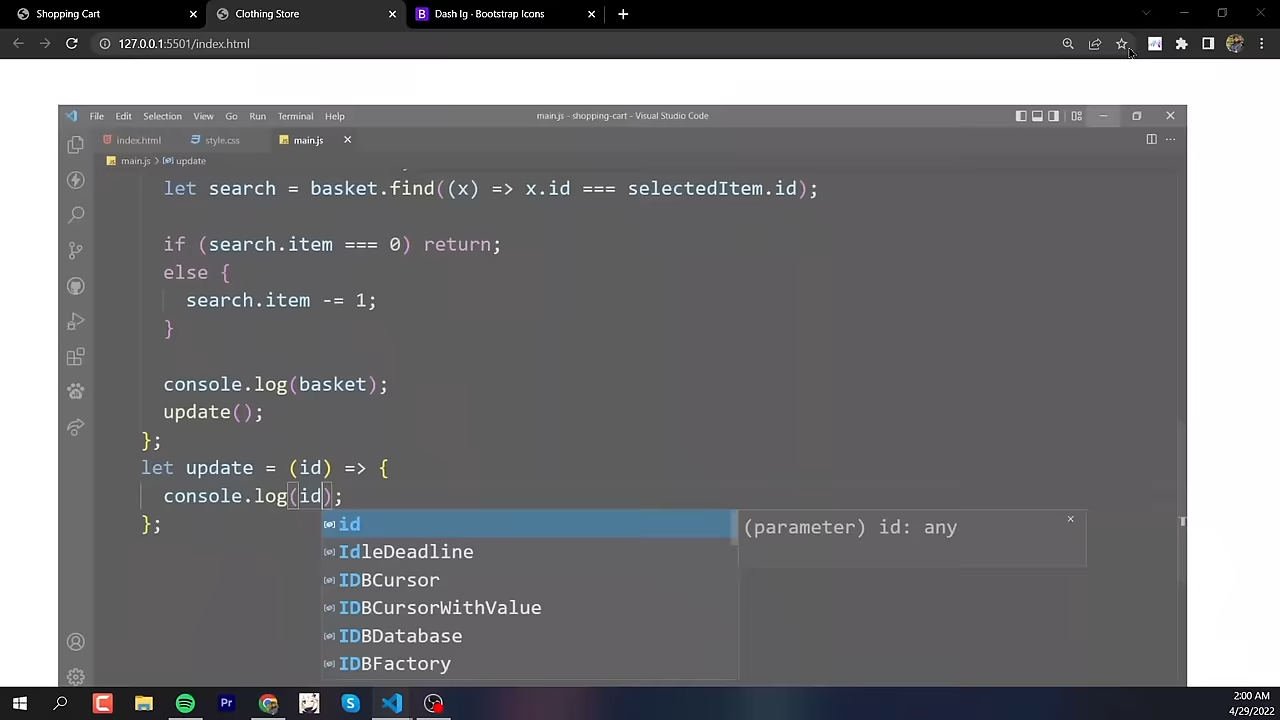 Shopping Cart
Clothing Store
Dash lg · Bootstrap Icons
127.0.0.1:5501/index.html
File Edit Selection View Go Run Terminal Help
main.js - shopping-cart - Visual Studio Code
index.html
style.css
main.js
main.js > update
let search = basket.find((x) => x.id === selectedItem.id);
if (search.item === 0) return;
else {
search.item -= 1;
}
console.log(basket);
update();
};
let update = (id) => {
console.log(id);
};
id
(parameter) id: any
IdleDeadline
IDBCursor
IDBCursorWithValue
IDBDatabase
IDBFactory
Pr
2:00 AM
4/29/2022